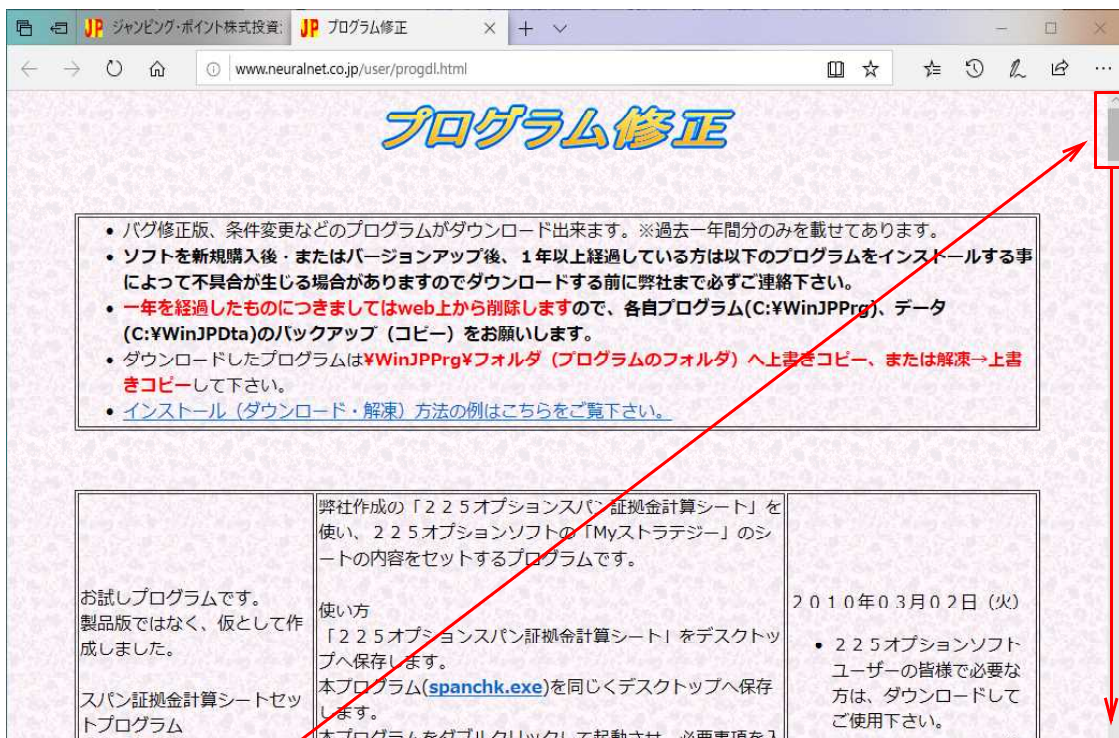 ジャンピング・ポイント株式投資:
プログラム修正
www.neuralnet.co.jp/user/progdl.html
プログラム修正
• バグ修正版、条件変更などのプログラムがダウンロード出来ます。※過去一年間分のみを載せてあります。
• ソフトを新規購入後・またはバージョンアップ後、１年以上経過している方は以下のプログラムをインストールする事
によって不具合が生じる場合がありますのでダウンロードする前に弊社まで必ずご連絡下さい。
• 一年を経過したものにつきましてはweb上から削除しますので、各自プログラム(C:¥WinJPPrg)、データ
(C:¥WinJPDta)のバックアップ（コピー）をお願いします。
• ダウンロードしたプログラムは¥WinJPPrg¥フォルダ（プログラムのフォルダ）へ上書きコピー、または解凍→上書
きコピーして下さい。
• インストール（ダウンロード・解凍）方法の例はこちらをご覧下さい。
お試しプログラムです。
製品版ではなく、仮として作
成しました。
スパン証拠金計算シートセッ
トプログラム
弊社作成の「２２５オプションスパン証拠金計算シート」を
使い、２２５オプションソフトの「Myストラテジー」のシ
ートの内容をセットするプログラムです。
使い方
「２２５オプションスパン証拠金計算シート」をデスクトッ
プへ保存します。
本プログラム(spanchk.exe)を同じくデスクトップへ保存
します。
本プログラムをダブルクリックして起動させ、必要事項を入
２０１０年０３月０２日（火）
• ２２５オプションソフト
ユーザーの皆様で必要な
方は、ダウンロードして
ご使用下さい。